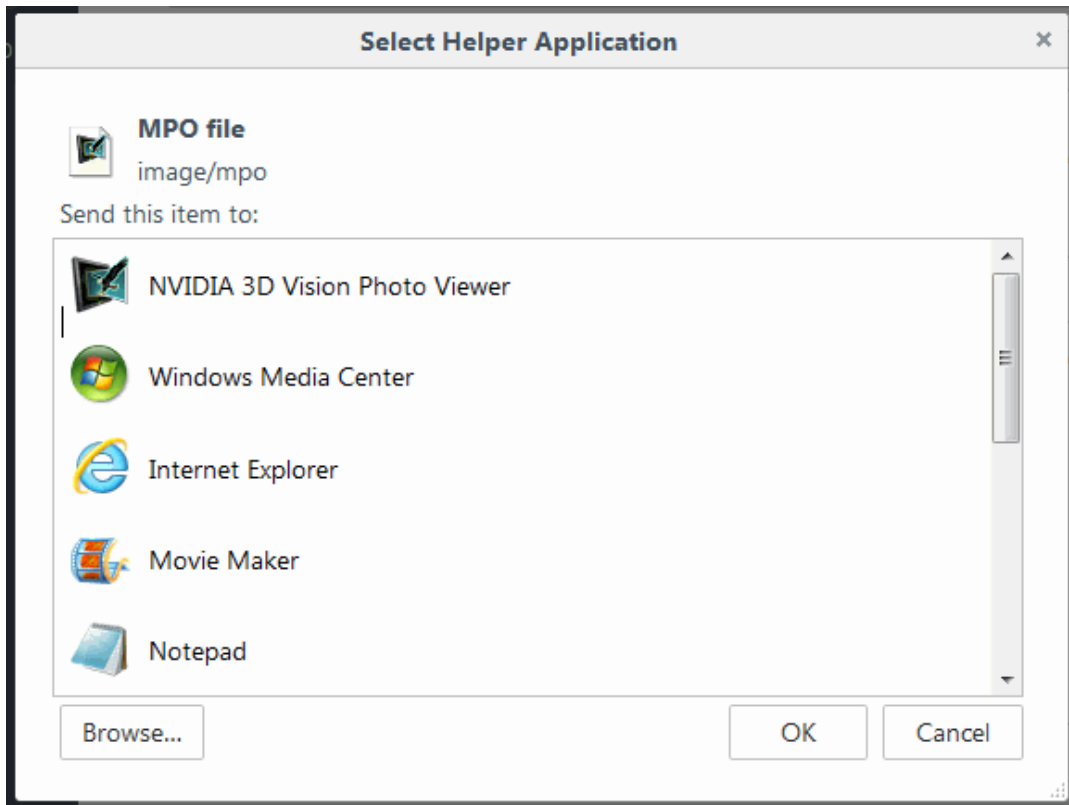 Select Helper Application
MPO file
image/mpo
Send this item to:
NVIDIA 3D Vision Photo Viewer
Windows Media Center
Internet Explorer
Movie Maker
Notepad
Browse...
OK
Cancel